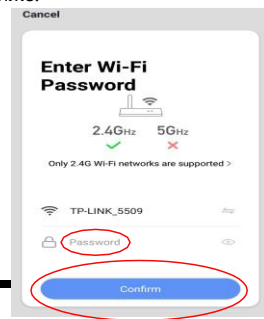 Cancel
Enter Wi-Fi
Password
2.4GHz 5GHz
Only 2.4G Wi-Fi networks are supported >
TP-LINK_5509
Password
Confirm